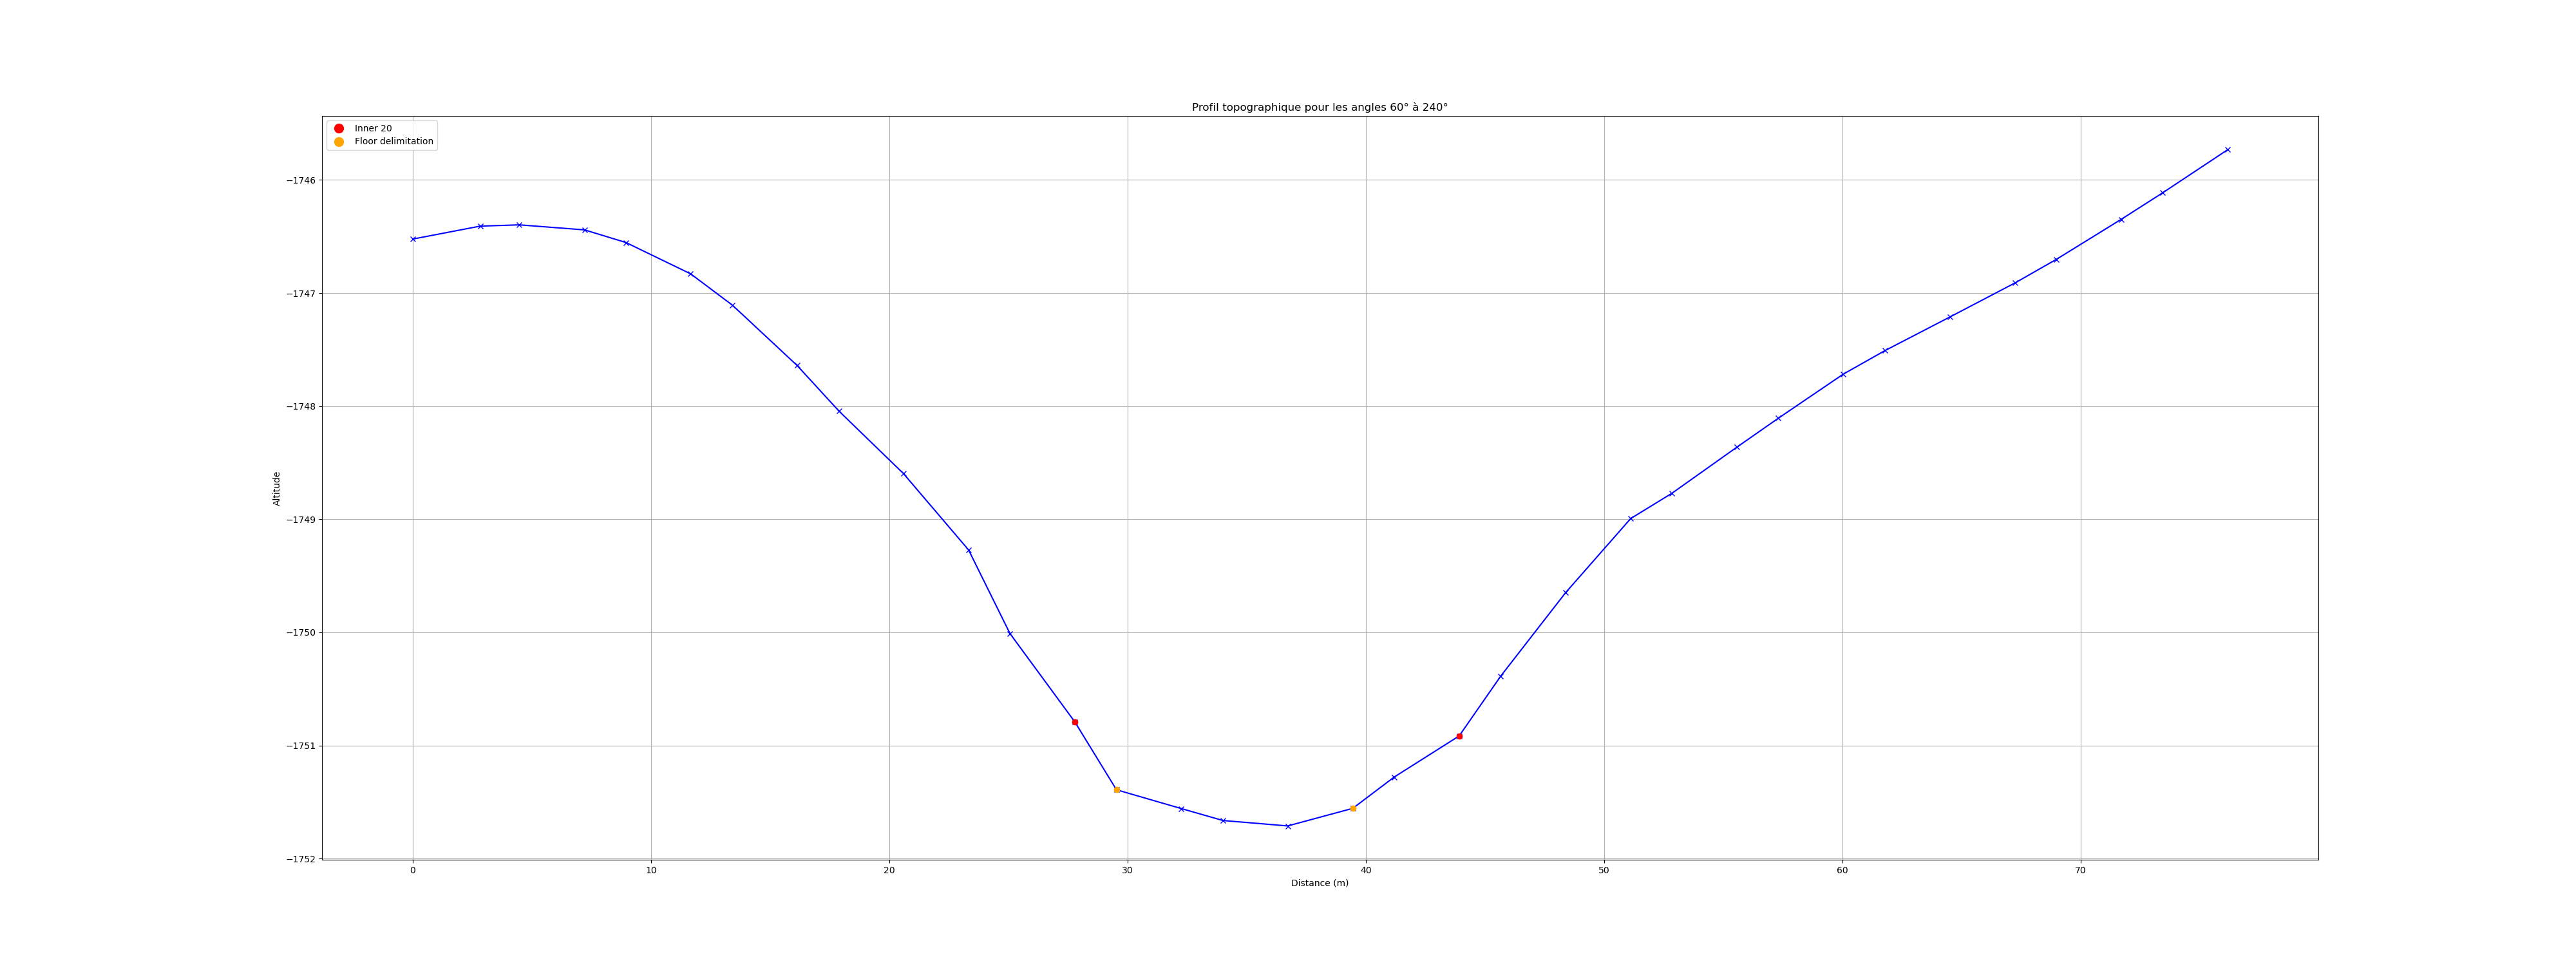 Profil topographique pour les angles 60° à 240°
Inner 20
Floor delimitation
−1746
−1747
−1748
−1749
−1750
−1751
−1752
Altitude
0 10 20 30 40 50 60 70
Distance (m)